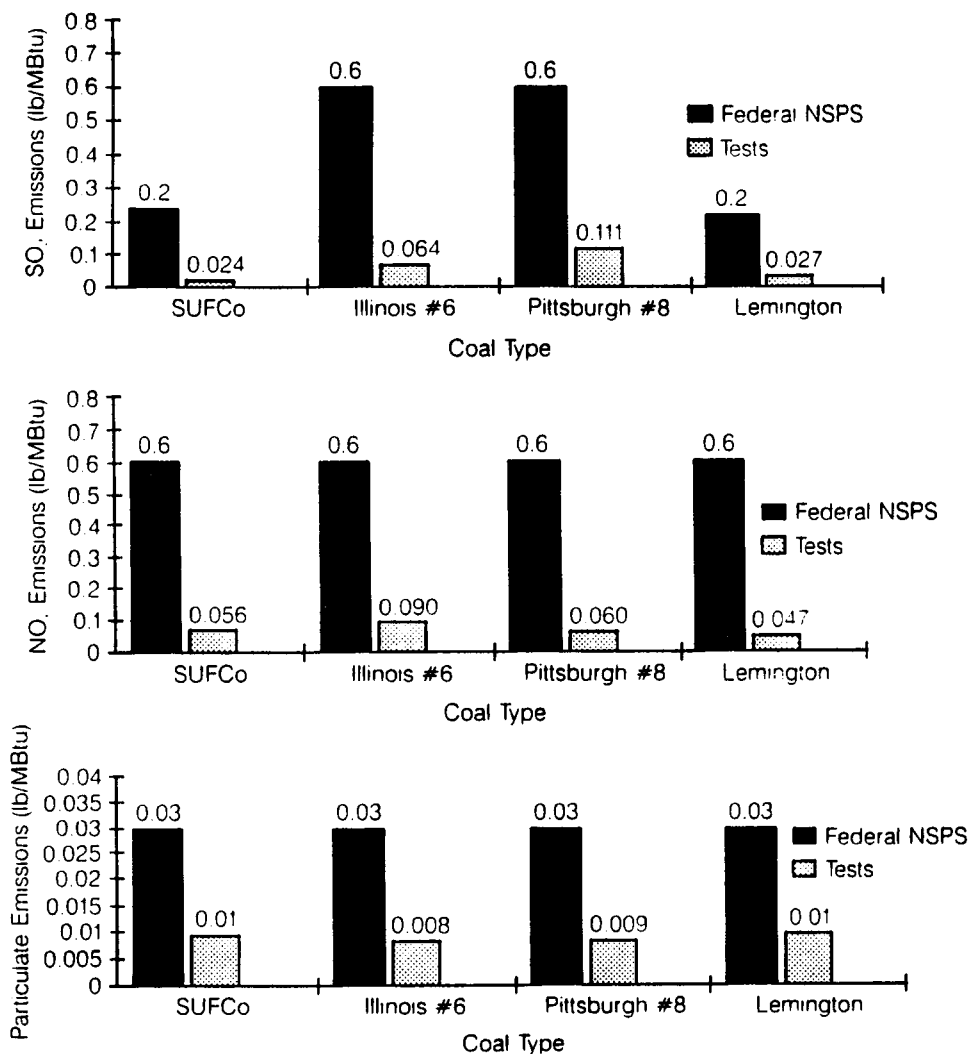 0.8
0.7
0.6
0.5
0.4
0.3
0.2
0.1
0
SO, Emissions (lb/MBtu)
0.2
0.024
0.6
0.064
0.6
0.111
0.2
0.027
Federal NSPS
Tests
SUFCo
Illinois #6
Pittsburgh #8
Lemington
Coal Type
0.8
0.7
0.6
0.5
0.4
0.3
0.2
0.1
0
NO, Emissions (lb/MBtu)
0.6
0.056
0.6
0.090
0.6
0.060
0.6
0.047
Federal NSPS
Tests
SUFCo
Illinois #6
Pittsburgh #8
Lemington
Coal Type
0.04
0.035
0.03
0.025
0.02
0.015
0.01
0.005
0
Particulate Emissions (lb/MBtu)
0.03
0.01
0.03
0.008
0.03
0.009
0.03
0 01
Federal NSPS
Tests
SUFCo
Illinois #6
Pittsburgh #8
Lemington
Coal Type